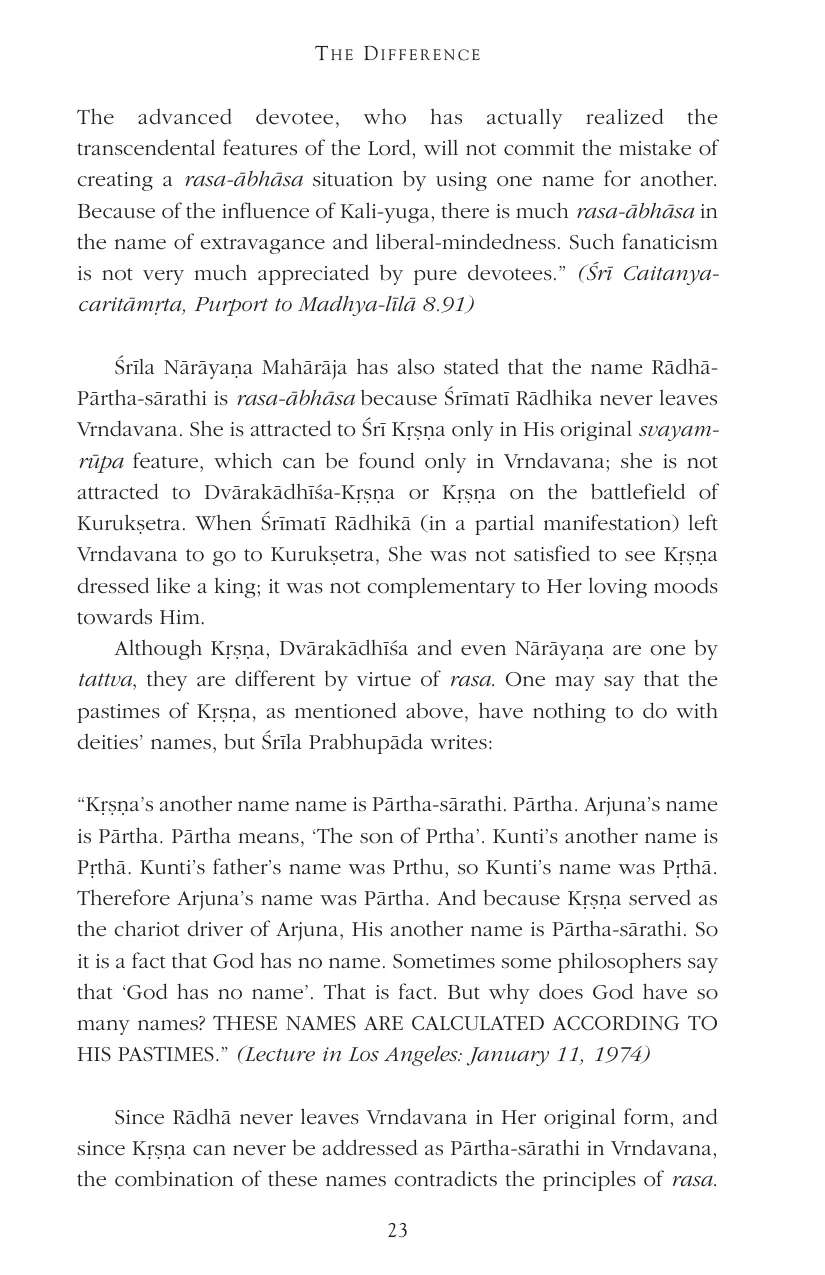 THE DIFFERENCE
The advanced devotee, who has actually realized the
transcendental features of the Lord, will not commit the mistake of
creating a rasa-ābhāsa situation by using one name for another.
Because of the influence of Kali-yuga, there is much rasa-ābhāsa in
the name of extravagance and liberal-mindedness. Such fanaticism
is not very much appreciated by pure devotees.” (Śrī Caitanya-
caritāmṛta, Purport to Madhya-līlā 8.91)
Śrīla Nārāyaṇa Mahārāja has also stated that the name Rādhā-
Pārtha-sārathi is rasa-ābhāsa because Śrīmatī Rādhika never leaves
Vrndavana. She is attracted to Śrī Kṛṣṇa only in His original svayam-
rūpa feature, which can be found only in Vrndavana; she is not
attracted to Dvārakādhīśa-Kṛṣṇa or Kṛṣṇa on the battlefield of
Kurukṣetra. When Śrīmatī Rādhikā (in a partial manifestation) left
Vrndavana to go to Kurukṣetra, She was not satisfied to see Kṛṣṇa
dressed like a king; it was not complementary to Her loving moods
towards Him.
Although Kṛṣṇa, Dvārakādhīśa and even Nārāyaṇa are one by
tattva, they are different by virtue of rasa. One may say that the
pastimes of Kṛṣṇa, as mentioned above, have nothing to do with
deities’ names, but Śrīla Prabhupāda writes:
“Kṛṣṇa’s another name name is Pārtha-sārathi. Pārtha. Arjuna’s name
is Pārtha. Pārtha means, ‘The son of Prtha’. Kunti’s another name is
Pṛthā. Kunti’s father’s name was Prthu, so Kunti’s name was Pṛthā.
Therefore Arjuna’s name was Pārtha. And because Kṛṣṇa served as
the chariot driver of Arjuna, His another name is Pārtha-sārathi. So
it is a fact that God has no name. Sometimes some philosophers say
that ‘God has no name’. That is fact. But why does God have so
many names? THESE NAMES ARE CALCULATED ACCORDING TO
HIS PASTIMES.” (Lecture in Los Angeles: January 11, 1974)
Since Rādhā never leaves Vrndavana in Her original form, and
since Kṛṣṇa can never be addressed as Pārtha-sārathi in Vrndavana,
the combination of these names contradicts the principles of rasa.
23